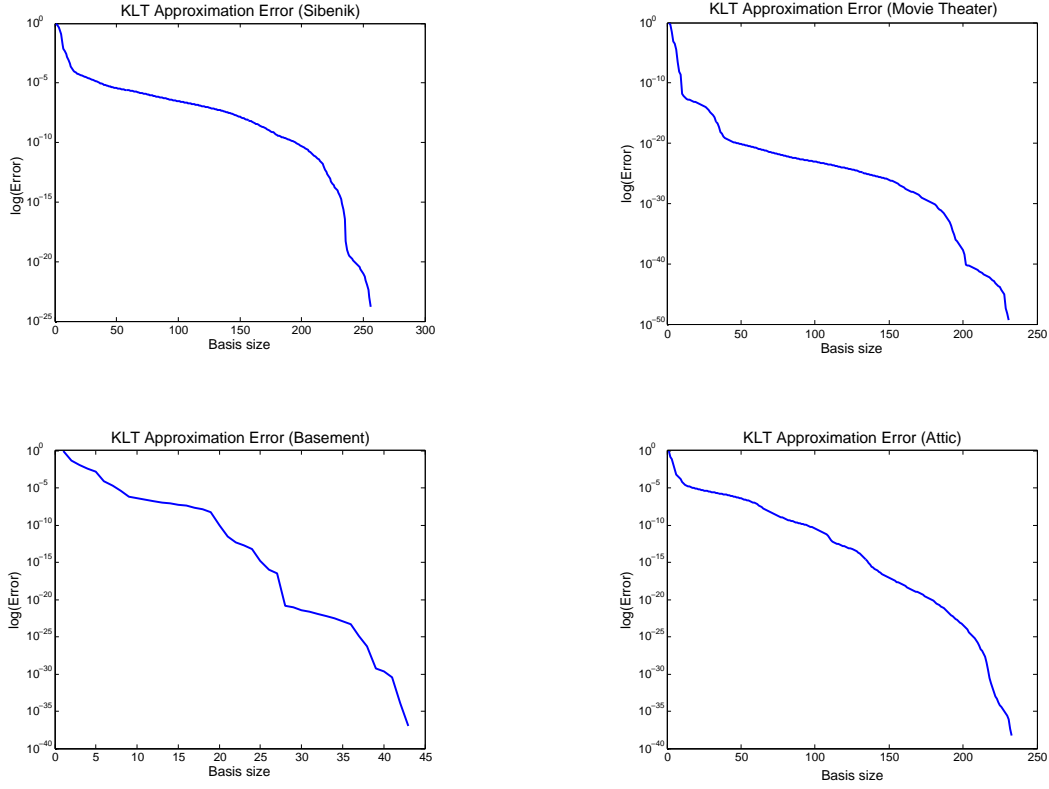 KLT Approximation Error (Sibenik)
10^0
10^−5
10^−10
10^−15
10^−20
10^−25
log(Error)
0 50 100 150 200 250 300
Basis size
KLT Approximation Error (Movie Theater)
10^0
10^−10
10^−20
10^−30
10^−40
10^−50
log(Error)
0 50 100 150 200 250
Basis size
KLT Approximation Error (Basement)
10^0
10^−5
10^−10
10^−15
10^−20
10^−25
10^−30
10^−35
10^−40
log(Error)
0 5 10 15 20 25 30 35 40 45
Basis size
KLT Approximation Error (Attic)
10^0
10^−5
10^−10
10^−15
10^−20
10^−25
10^−30
10^−35
10^−40
log(Error)
0 50 100 150 200 250
Basis size